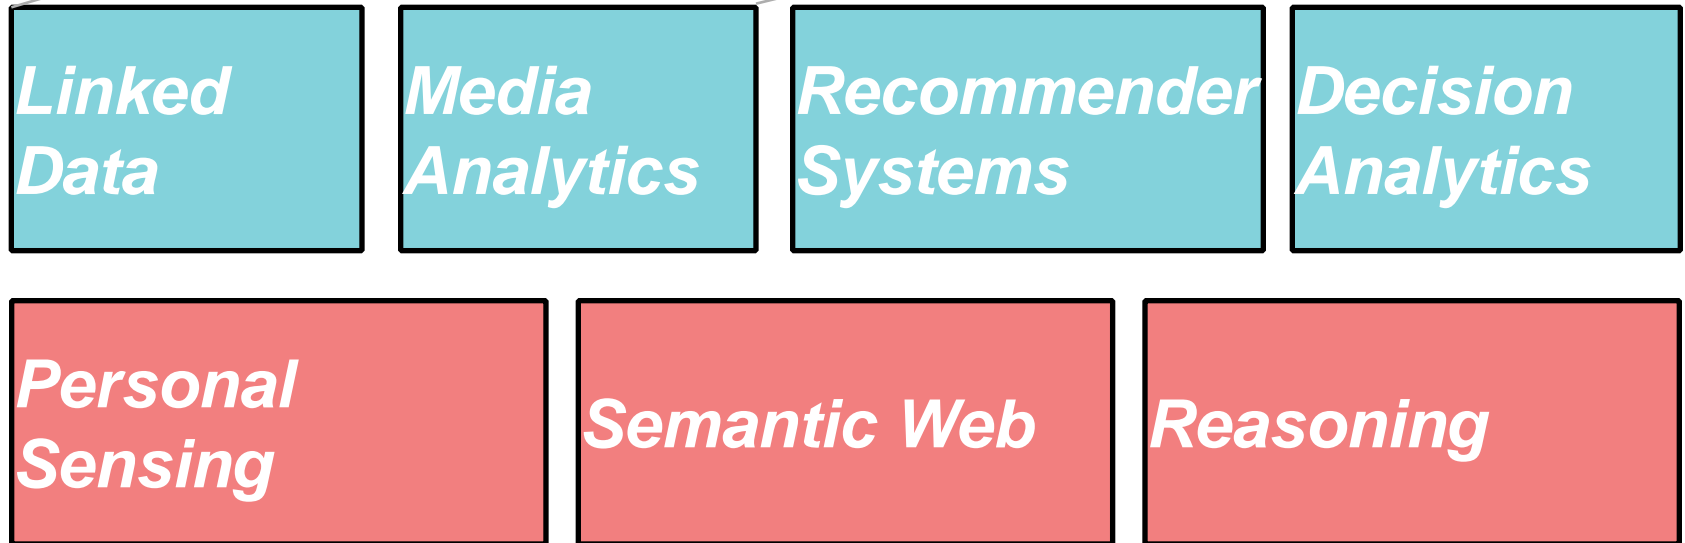 Linked
Data
Media
Analytics
Recommender
Systems
Decision
Analytics
Personal
Sensing
Semantic Web
Reasoning